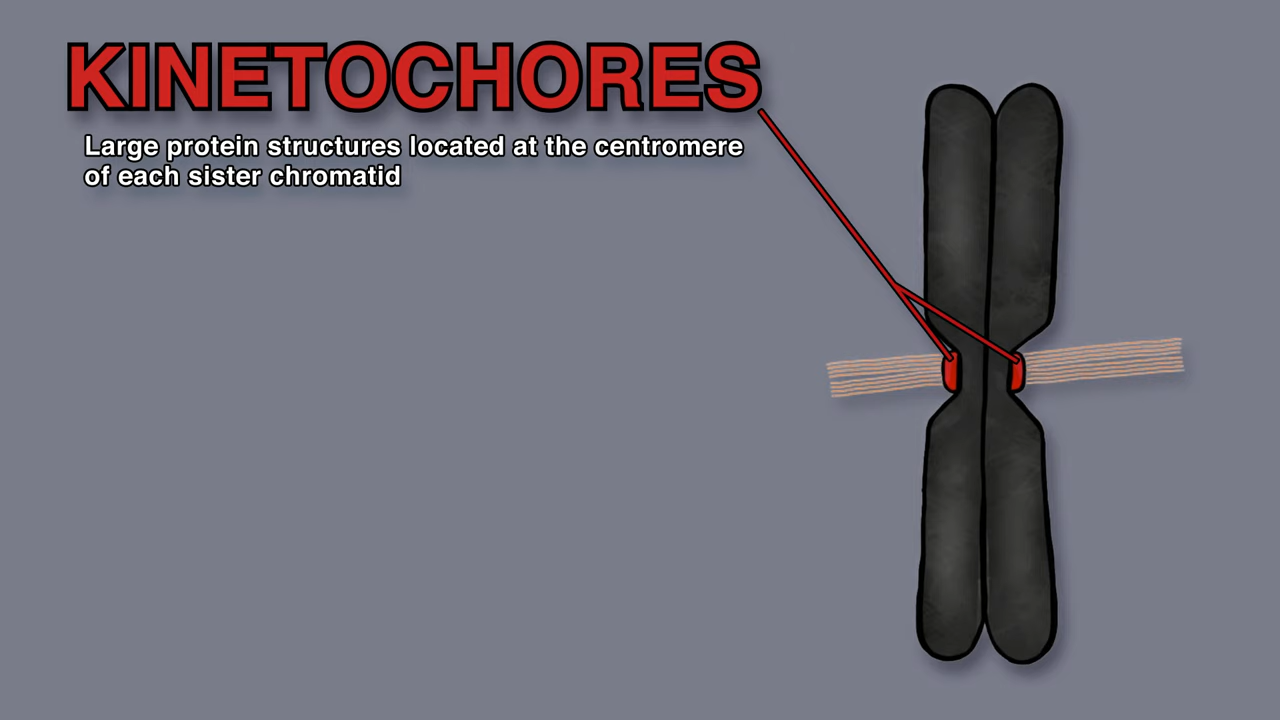 KINETOCHORES
Large protein structures located at the centromere
of each sister chromatid